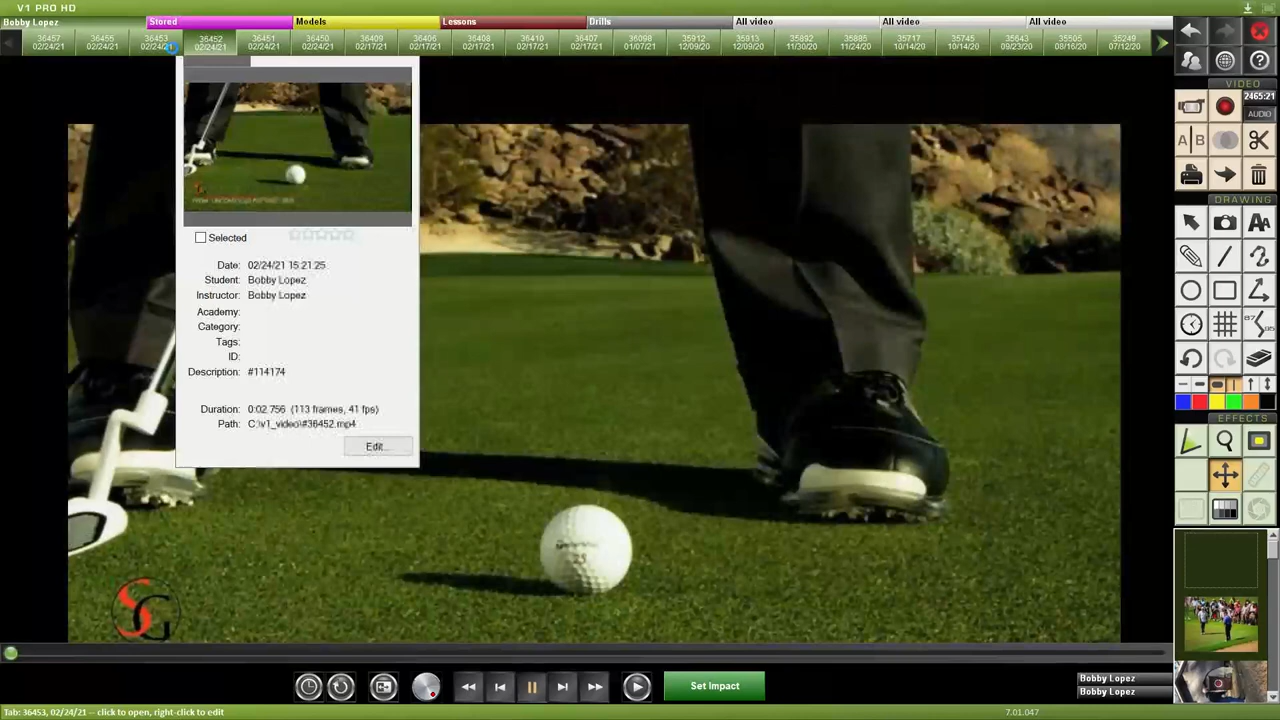 V1 PRO HD
Bobby Lopez Stored Models Lessons Drills All video All video All video
36457 36455 36453 36452 36451 36450 36409 36406 36408 36410 36407 36098 35912 35913 35892 35885 35717 35745 35643 35505 35249
02/24/21 02/24/21 02/24/21 02/24/21 02/24/21 02/24/21 02/17/21 02/17/21 02/17/21 02/17/21 02/17/21 01/07/21 12/09/20 12/09/20 11/30/20 11/24/20 10/14/20 10/14/20 09/23/20 08/16/20 07/12/20
VIDEO
2465:21
AUDIO
A|B
Selected
DRAWING
AA
Date: 02/24/21 15:21:25
Student: Bobby Lopez
Instructor: Bobby Lopez
Academy:
Category:
Tags:
ID:
Description: #114174
Duration: 0:02.756 (113 frames, 41 fps)
Path: C:\v1_video\#36452.mp4
Edit...
EFFECTS
SG
Set Impact
Bobby Lopez
Bobby Lopez
Tab: 36453, 02/24/21 -- click to open, right-click to edit
7.01.047